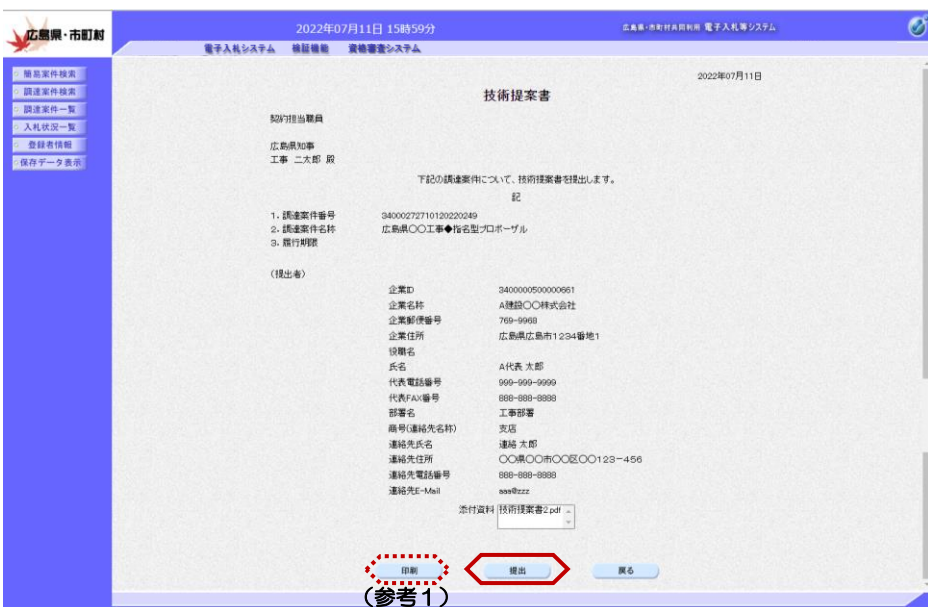 広島県・市町村
2022年07月11日 15時59分
広島県・市町村共同利用 電子入札等システム
電子入札システム 検証機能 資格審査システム
簡易案件検索
調達案件検索
調達案件一覧
入札状況一覧
登録者情報
保存データ表示
2022年07月11日
技術提案書
契約担当職員
広島県知事
工事 二太郎 殿
下記の調達案件について、技術提案書を提出します。
記
1．調達案件番号 34000272710120220249
2．調達案件名称 広島県〇〇工事◆指名型プロポーザル
3．履行期限
(提出者)
企業ID 3400000500000661
企業名称 A建設〇〇株式会社
企業郵便番号 769-9968
企業住所 広島県広島市1234番地1
役職名
氏名 A代表 太郎
代表電話番号 999-999-9999
代表FAX番号 888-888-8888
部署名 工事部署
商号(連絡先名称) 支店
連絡先氏名 連絡 太郎
連絡先住所 〇〇県〇〇市〇〇区〇〇123-456
連絡先電話番号 888-888-8888
連絡先E-Mail aaa@zzz
添付資料 技術提案書2.pdf
印刷 提出 戻る
(参考1)